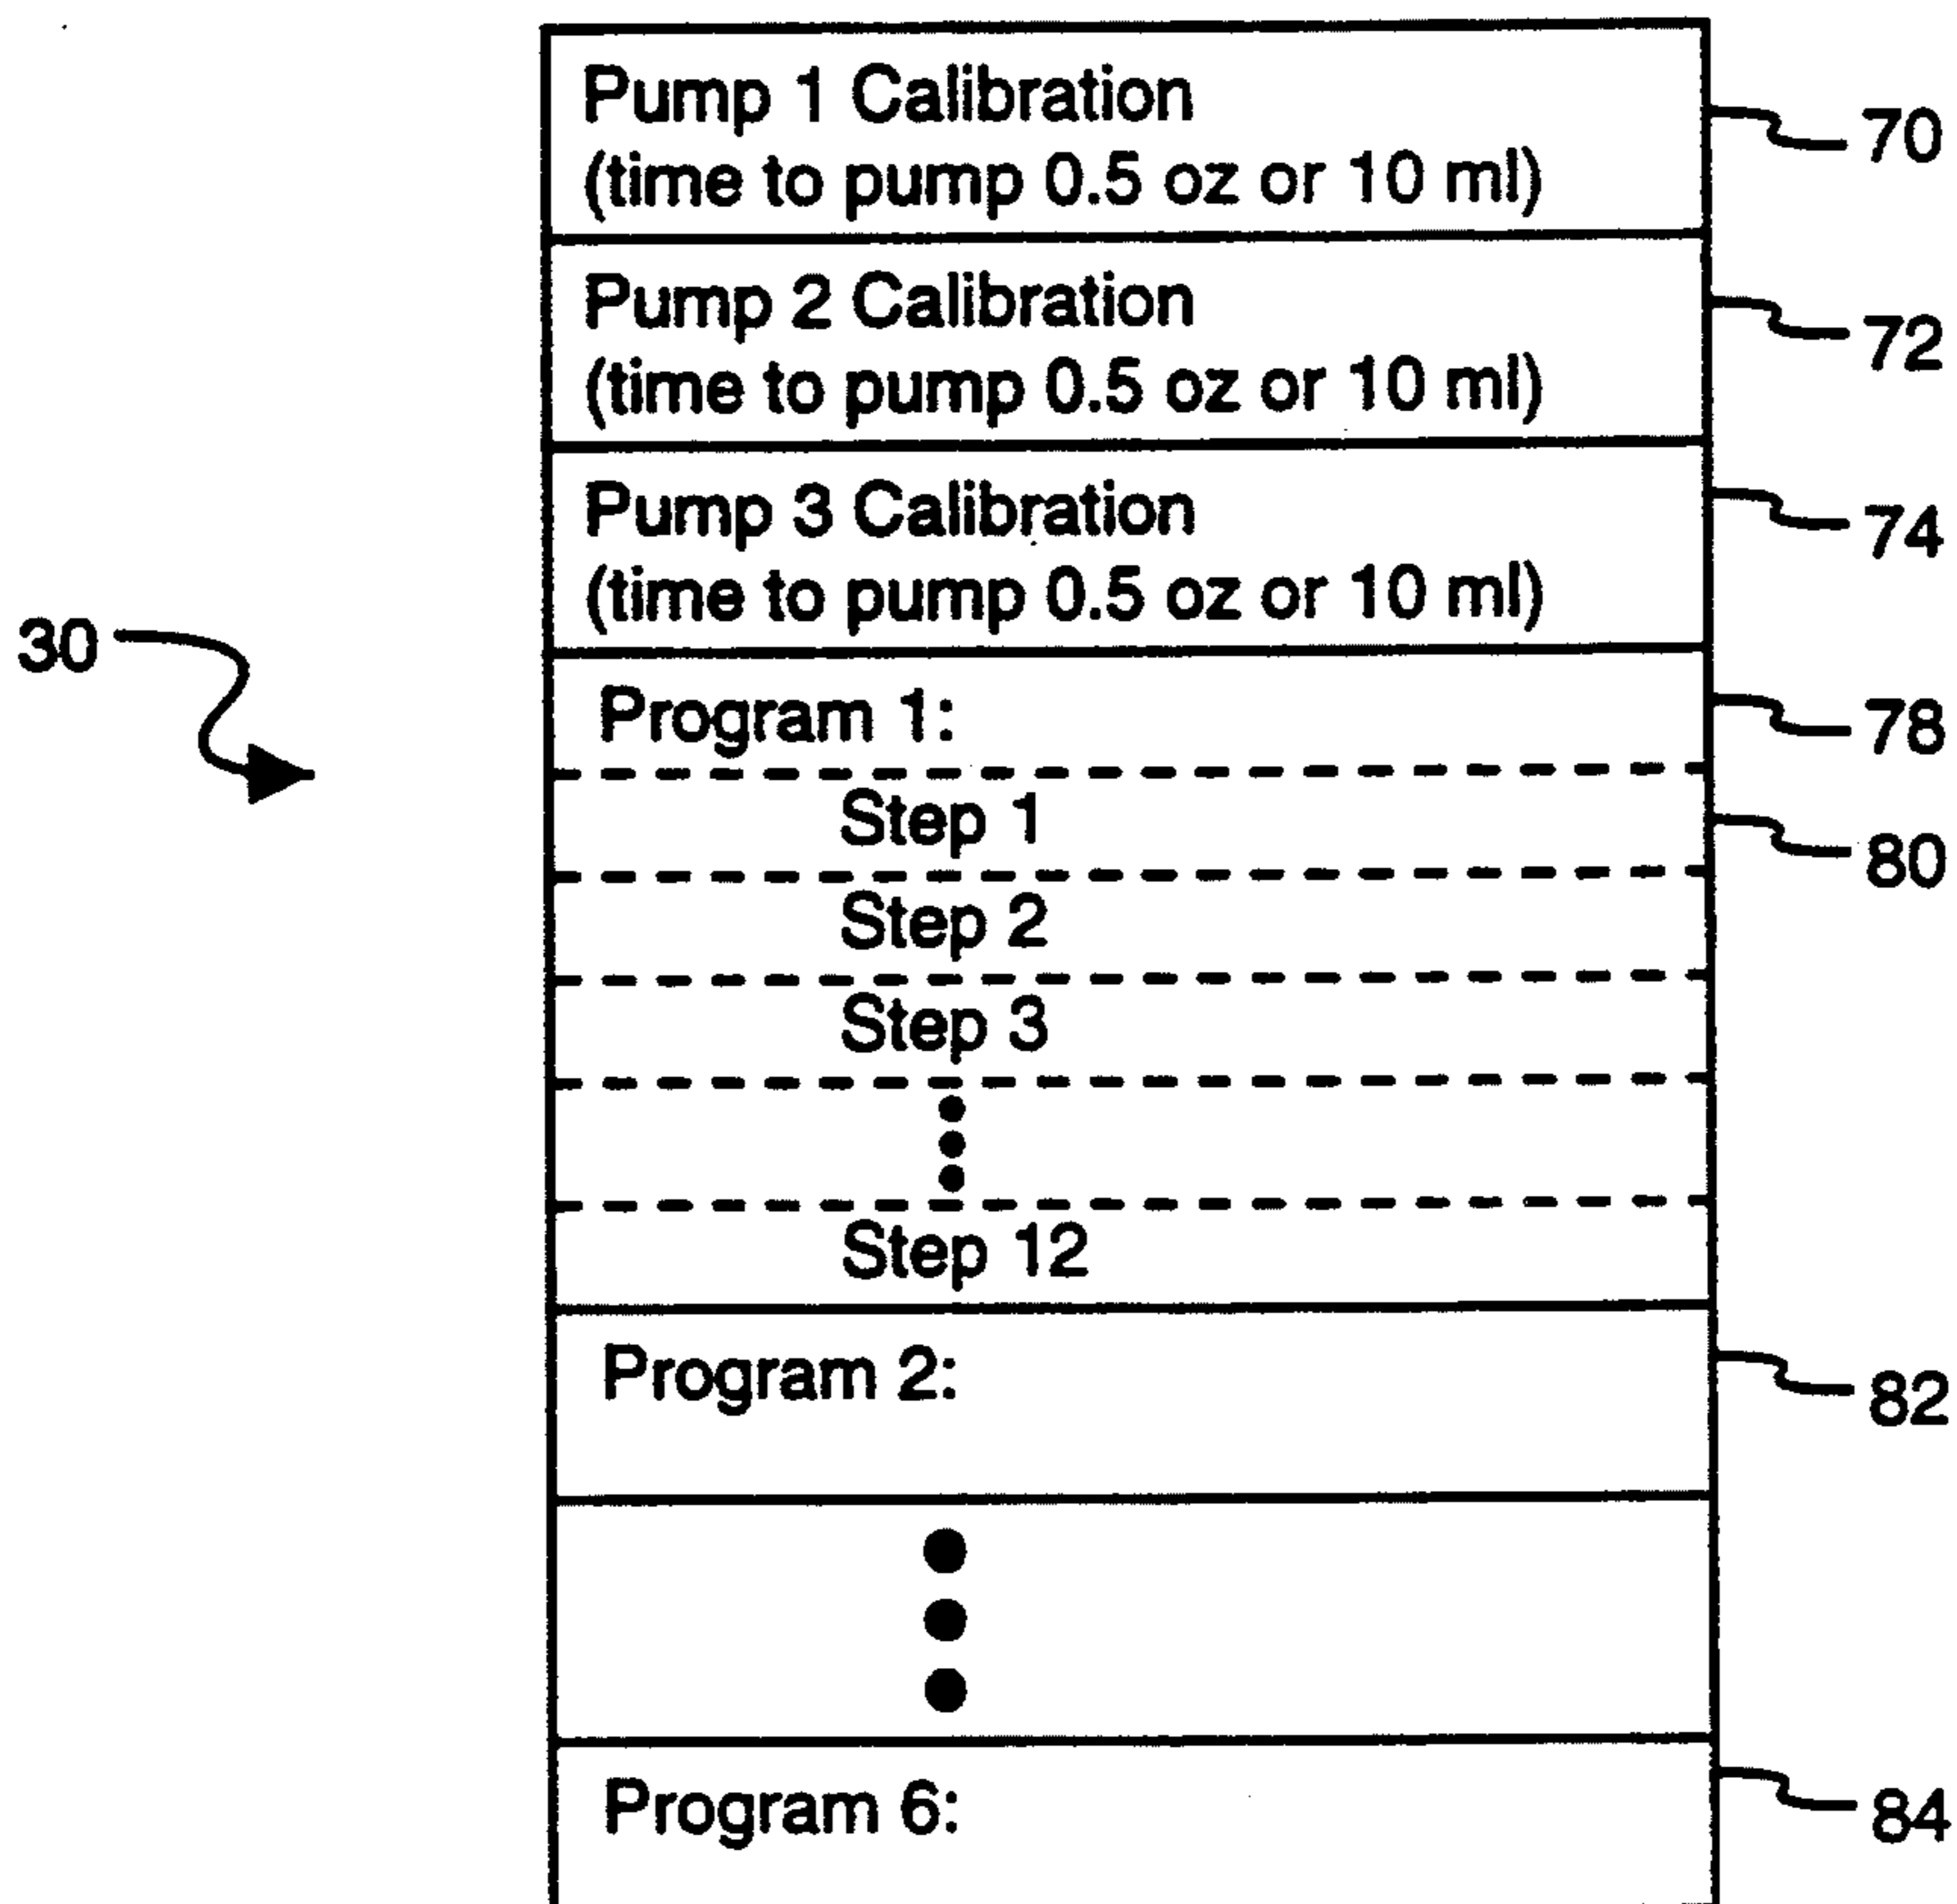 Pump 1 Calibration
(time to pump 0.5 oz or 10 ml)
70
Pump 2 Calibration
(time to pump 0.5 oz or 10 ml)
72
Pump 3 Calibration
(time to pump 0.5 oz or 10 ml)
74
30
Program 1:
78
Step 1
80
Step 2
Step 3
Step 12
Program 2:
82
Program 6:
84